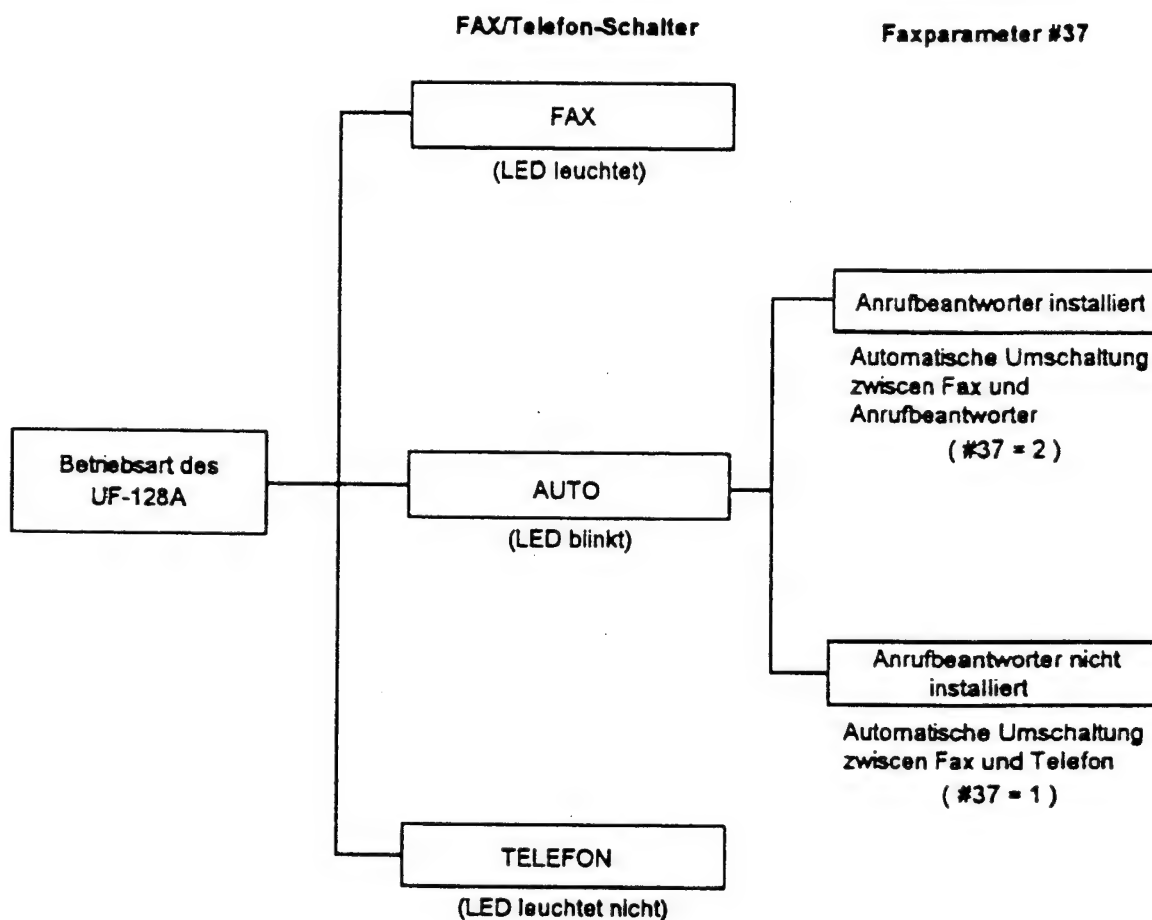 FAX/Telefon-Schalter
Faxparameter #37
FAX
(LED leuchtet)
Anrufbeantworter installiert
Automatische Umschaltung
zwiscen Fax und
Anrufbeantworter
( #37 = 2 )
Betriebsart des
UF-128A
AUTO
(LED blinkt)
Anrufbeantworter nicht
installiert
Automatische Umschaltung
zwiscen Fax und Telefon
( #37 = 1 )
TELEFON
(LED leuchtet nicht)